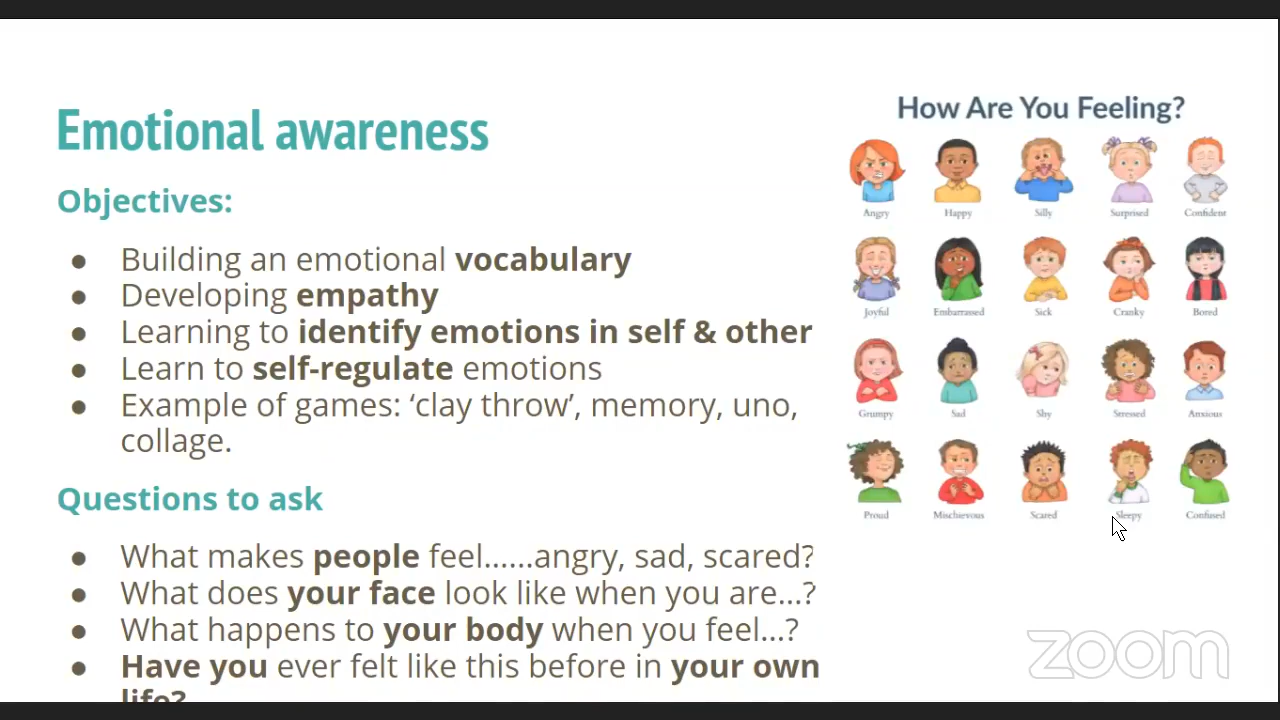 Emotional awareness
Objectives:
● Building an emotional vocabulary
● Developing empathy
● Learning to identify emotions in self & other
● Learn to self-regulate emotions
● Example of games: ‘clay throw’, memory, uno,
collage.
Questions to ask
● What makes people feel......angry, sad, scared?
● What does your face look like when you are...?
● What happens to your body when you feel...?
● Have you ever felt like this before in your own
life?
How Are You Feeling?
Angry Happy Silly Surprised Confident
Joyful Embarrassed Sick Cranky Bored
Grumpy Sad Shy Stressed Anxious
Proud Mischievous Scared Sleepy Confused
zoom